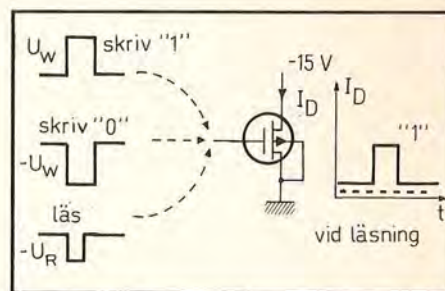 U_W skriv "1"
skriv "0"
-U_W
läs
-U_R
-15 V
I_D
I_D
"1"
t
vid läsning